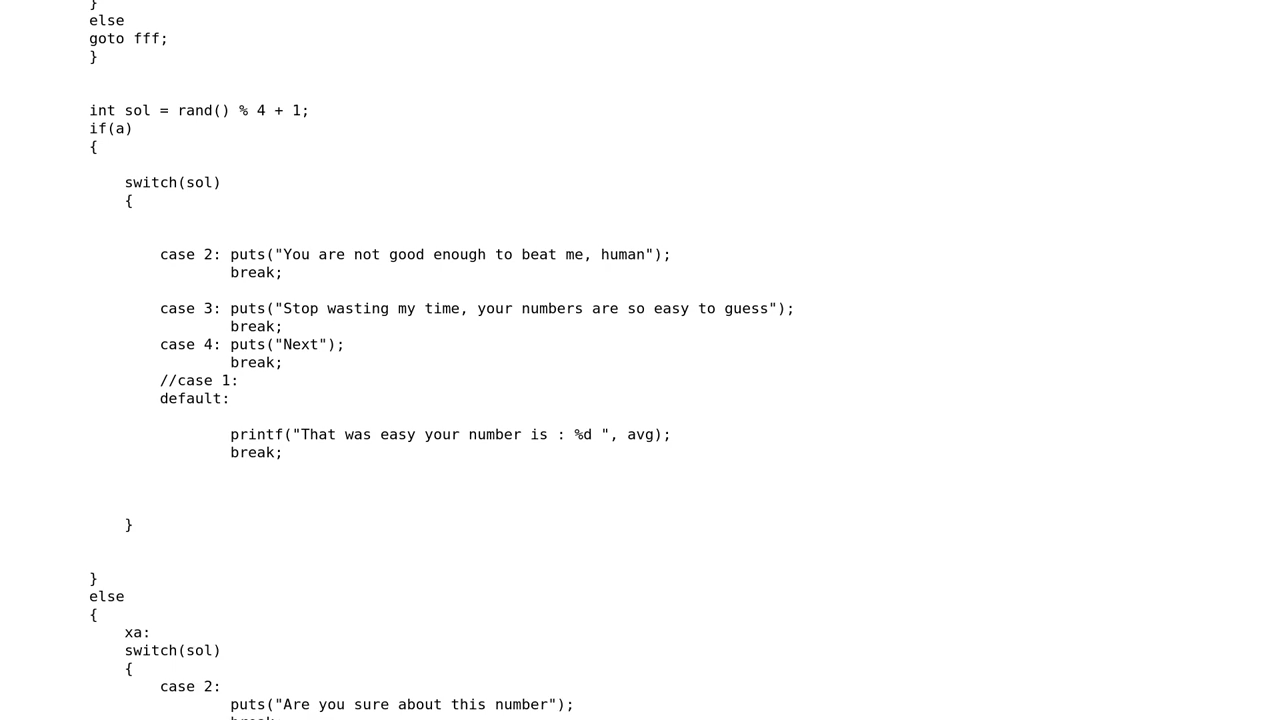 }
else
goto fff;
}
int sol = rand() % 4 + 1;
if(a)
{
switch(sol)
{
case 2: puts("You are not good enough to beat me, human");
break;
case 3: puts("Stop wasting my time, your numbers are so easy to guess");
break;
case 4: puts("Next");
break;
//case 1:
default:
printf("That was easy your number is : %d ", avg);
break;
}
}
else
{
xa:
switch(sol)
{
case 2:
puts("Are you sure about this number");
break;